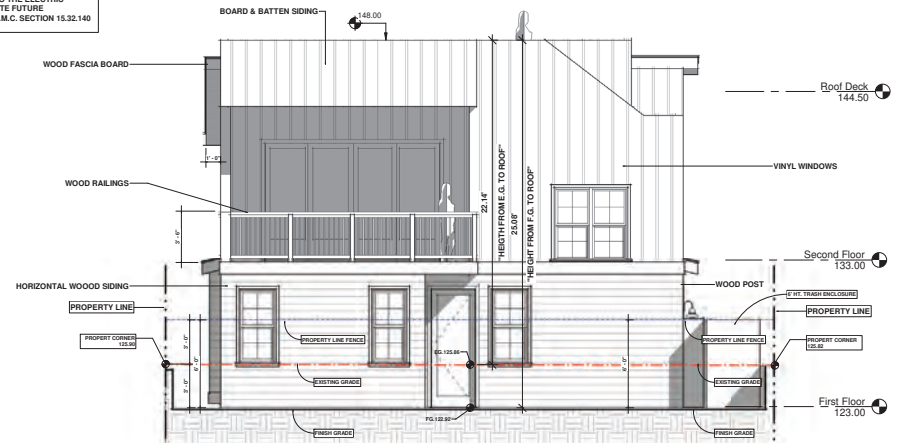 TE FUTURE
.M.C. SECTION 15.32.140
BOARD & BATTEN SIDING
148.00
WOOD FASCIA BOARD
Roof Deck
144.50
1' - 0"
VINYL WINDOWS
WOOD RAILINGS
22.14'
"HEIGTH FROM E.G. TO ROOF"
25.08'
"HEIGHT FROM F.G. TO ROOF"
3' - 6"
Second Floor
133.00
HORIZONTAL WOOOD SIDING
WOOD POST
6' HT. TRASH ENCLOSURE
PROPERTY LINE
PROPERTY LINE
PROPERT CORNER
125.90
PROPERTY LINE FENCE
PROPERTY LINE FENCE
PROPERT CORNER
125.82
3' - 0"
6' - 0"
3' - 0"
6' - 0"
EG.125.86
EXISTING GRADE
EXISTING GRADE
First Floor
123.00
FG.122.92
FINISH GRADE
FINISH GRADE